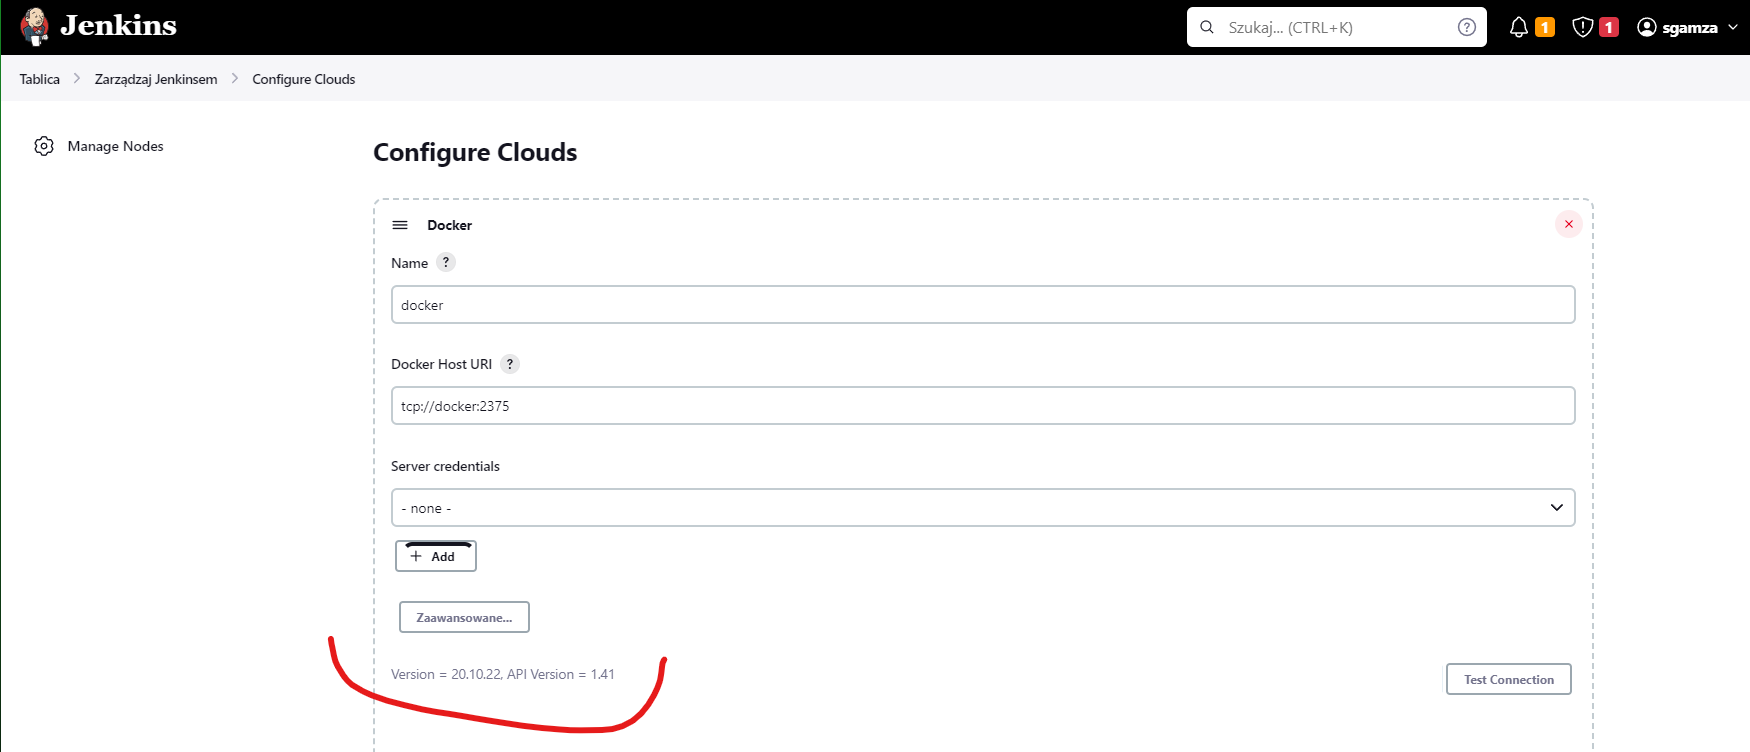 Jenkins
Szukaj... (CTRL+K)
?
1
1
sgamza
Tablica
Zarządzaj Jenkinsem
Configure Clouds
Manage Nodes
Configure Clouds
Docker
Name ?
docker
Docker Host URI ?
tcp://docker:2375
Server credentials
- none -
+ Add
Zaawansowane...
Version = 20.10.22, API Version = 1.41
Test Connection